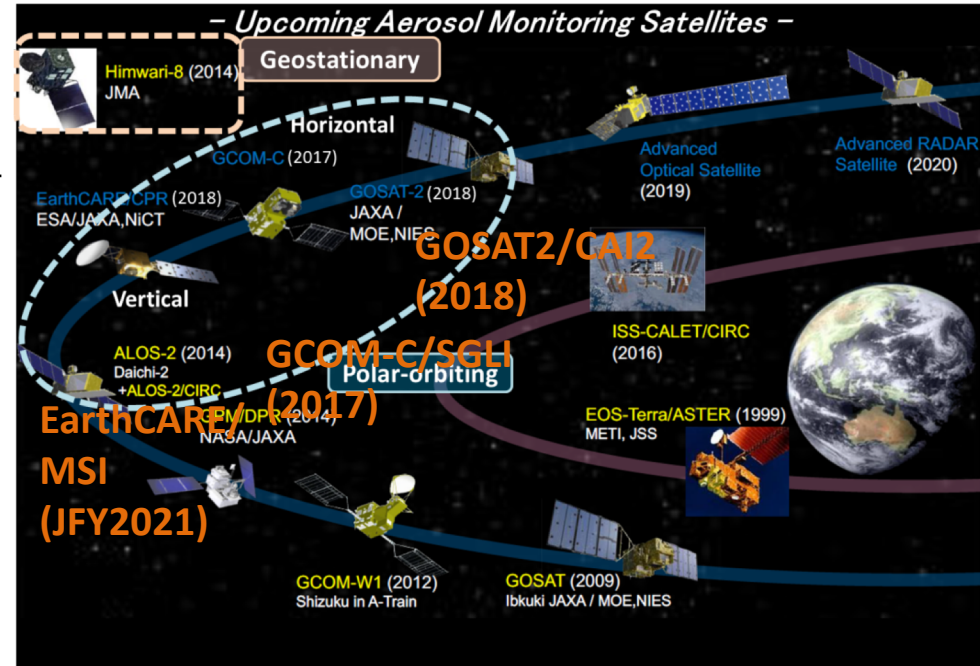 – Upcoming Aerosol Monitoring Satellites –
Himwari-8 (2014)
JMA
Geostationary
Horizontal
GCOM-C (2017)
EarthCARE/CPR (2018)
ESA/JAXA,NiCT
GOSAT-2 (2018)
JAXA /
MOE,NIES
Advanced
Optical Satellite
(2019)
Advanced RADAR
Satellite (2020)
GOSAT2/CAI2
(2018)
Vertical
ISS-CALET/CIRC
(2016)
ALOS-2 (2014)
Daichi-2
+ALOS-2/CIRC
GCOM-C/SGLI
(2017)
Polar-orbiting
EarthCARE/
MSI
(JFY2021)
GPM/DPR (2014)
NASA/JAXA
EOS-Terra/ASTER (1999)
METI, JSS
GCOM-W1 (2012)
Shizuku in A-Train
GOSAT (2009)
Ibkuki JAXA / MOE,NIES